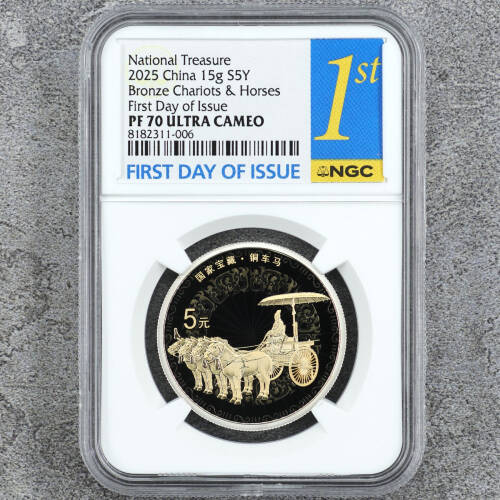 National Treasure
2025 China 15g S5Y
Bronze Chariots & Horses
First Day of Issue
PF 70 ULTRA CAMEO
8182311-006
FIRST DAY OF ISSUE
1st
NGC
国家宝藏·铜车马
5元